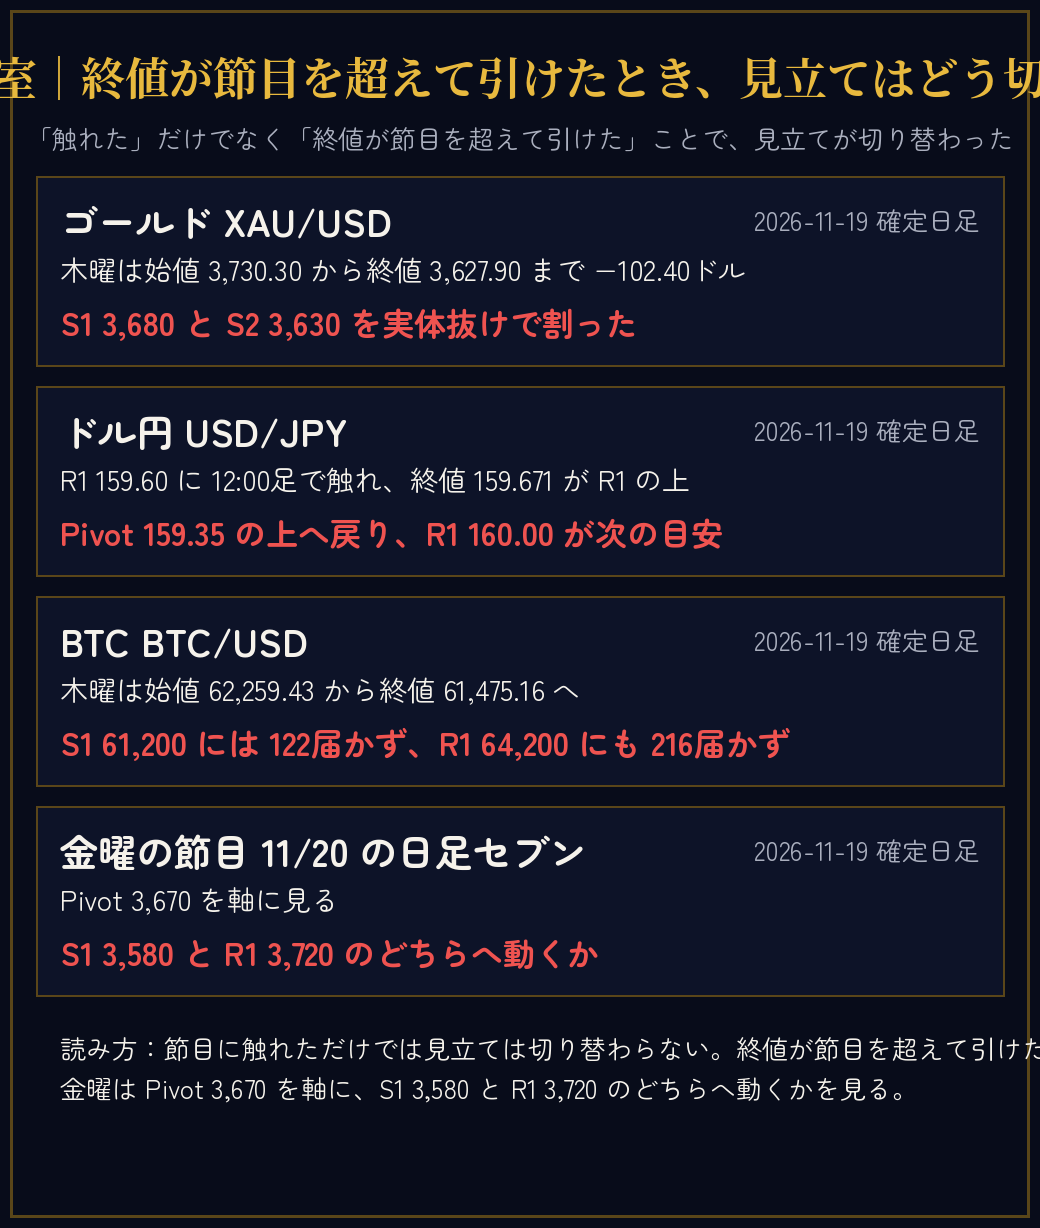 室｜終値が節目を超えて引けたとき、見立てはどう切
「触れた」だけでなく「終値が節目を超えて引けた」ことで、見立てが切り替わった
ゴールド XAU/USD
2026-11-19 確定日足
木曜は始値 3,730.30 から終値 3,627.90 まで −102.40ドル
S1 3,680 と S2 3,630 を実体抜けで割った
ドル円 USD/JPY
2026-11-19 確定日足
R1 159.60 に 12:00足で触れ、終値 159.671 が R1 の上
Pivot 159.35 の上へ戻り、R1 160.00 が次の目安
BTC BTC/USD
2026-11-19 確定日足
木曜は始値 62,259.43 から終値 61,475.16 へ
S1 61,200 には 122届かず、R1 64,200 にも 216届かず
金曜の節目 11/20 の日足セブン
2026-11-19 確定日足
Pivot 3,670 を軸に見る
S1 3,580 と R1 3,720 のどちらへ動くか
読み方：節目に触れただけでは見立ては切り替わらない。終値が節目を超えて引けた
金曜は Pivot 3,670 を軸に、S1 3,580 と R1 3,720 のどちらへ動くかを見る。